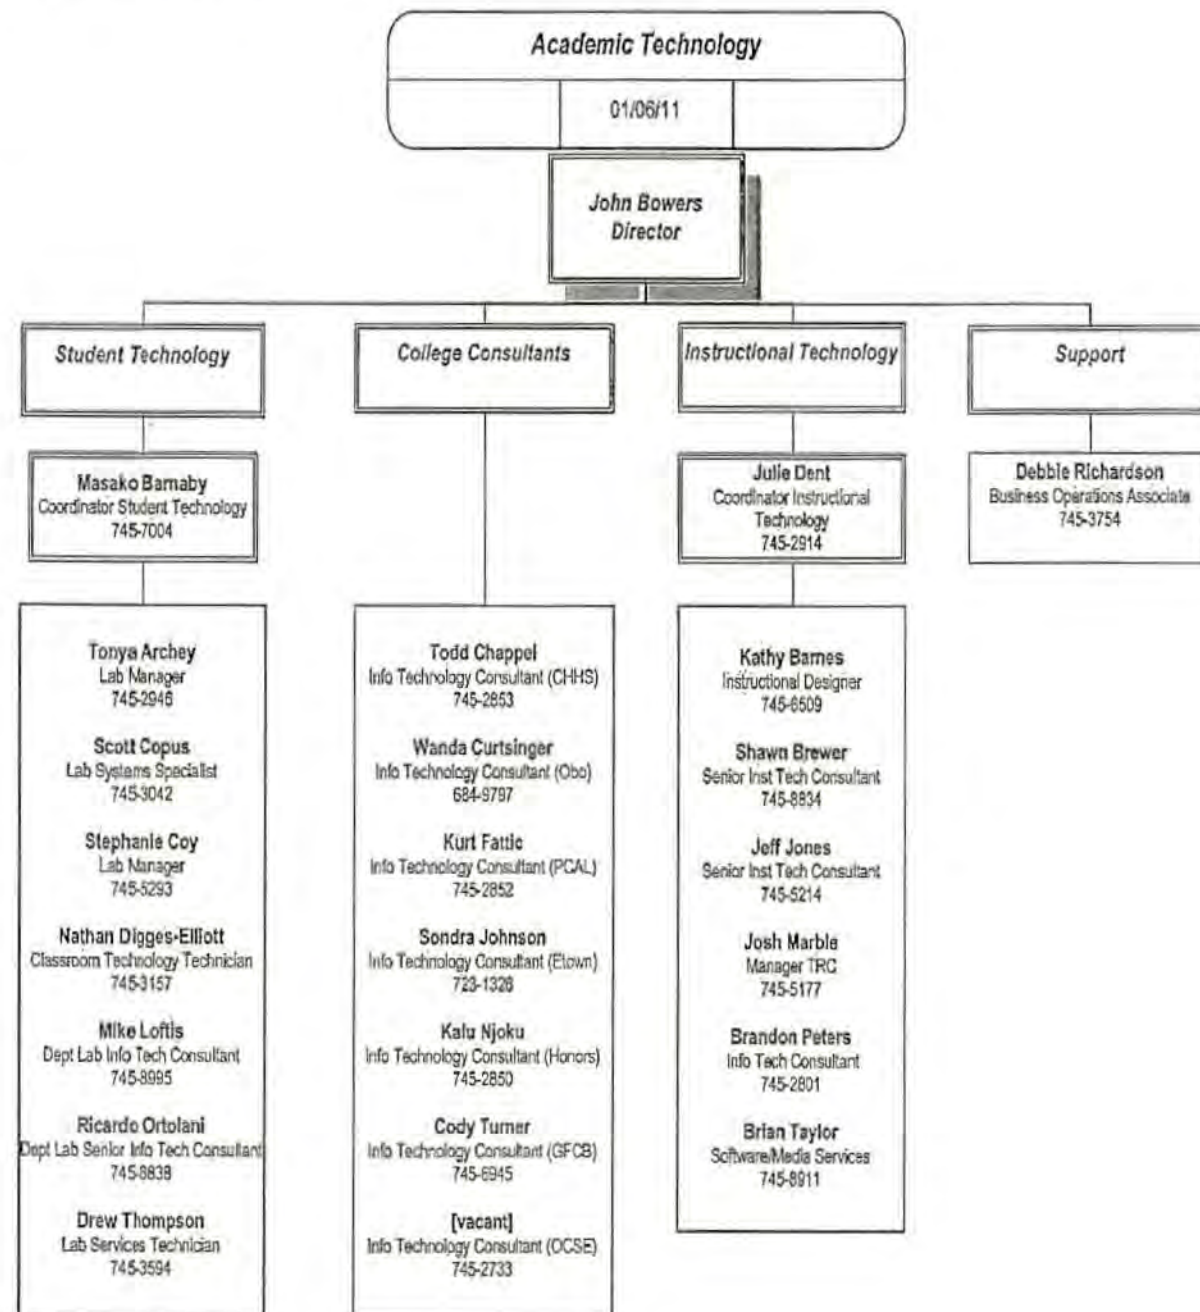 Academic Technology
01/06/11
John Bowers
Director
Student Technology
Masako Barnaby
Coordinator Student Technology
745-7004
Tonya Archey
Lab Manager
745-2946
Scott Copus
Lab Systems Specialist
745-3042
Stephanie Coy
Lab Manager
745-5293
Nathan Digges-Elliott
Classroom Technology Technician
745-3157
Mike Loftis
Dept Lab Info Tech Consultant
745-8995
Ricardo Ortolani
Dept Lab Senior Info Tech Consultant
745-8838
Drew Thompson
Lab Services Technician
745-3594
College Consultants
Todd Chappel
Info Technology Consultant (CHHS)
745-2853
Wanda Curtsinger
Info Technology Consultant (Obo)
684-9797
Kurt Fattic
Info Technology Consultant (PCAL)
745-2852
Sondra Johnson
Info Technology Consultant (Etown)
723-1326
Kalu Njoku
Info Technology Consultant (Honors)
745-2850
Cody Turner
Info Technology Consultant (GFCB)
745-6945
[vacant]
Info Technology Consultant (OCSE)
745-2733
Instructional Technology
Julie Dent
Coordinator Instructional
Technology
745-2914
Kathy Barnes
Instructional Designer
745-6509
Shawn Brewer
Senior Inst Tech Consultant
745-8834
Jeff Jones
Senior Inst Tech Consultant
745-5214
Josh Marble
Manager TRC
745-5177
Brandon Peters
Info Tech Consultant
745-2801
Brian Taylor
Software/Media Services
745-8911
Support
Debbie Richardson
Business Operations Associate
745-3754